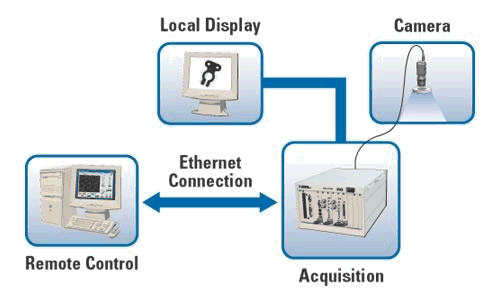 Local Display
Camera
Ethernet
Connection
Remote Control
Acquisition